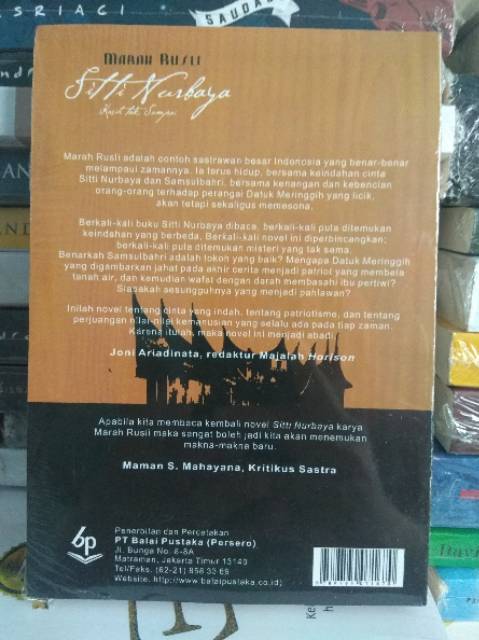 SRIACI
SAUDA
MARAH RUSLI
Sitti Nurbaya
Kasih tak Sampai
Marah Rusli adalah contoh sastrawan besar Indonesia yang benar-benar
melampaui zamannya. Ia terus hidup, bersama keindahan cinta
Sitti Nurbaya dan Samsulbahri, bersama kenangan dan kebencian
orang-orang terhadap perangai Datuk Meringgih yang licik,
akan tetapi sekaligus memesona.
Berkali-kali buku Sitti Nurbaya dibaca, berkali-kali pula ditemukan
keindahan yang berbeda. Berkali-kali novel ini diperbincangkan;
berkali-kali pula ditemukan misteri yang tak sama.
Benarkah Samsulbahri adalah tokoh yang baik? Mengapa Datuk Meringgih
yang digambarkan jahat pada akhir cerita menjadi patriot yang membela
tanah air, dan kemudian wafat dengan darah membasahi ibu pertiwi?
Siapakah sesungguhnya yang menjadi pahlawan?
Inilah novel tentang cinta yang indah, tentang patriotisme, dan tentang
perjuangan nilai-nilai kemanusian yang selalu ada pada tiap zaman.
Karena itulah, maka novel ini menjadi abadi.
Joni Ariadinata, redaktur Majalah Horison
Apabila kita membaca kembali novel Sitti Nurbaya karya
Marah Rusli maka sangat boleh jadi kita akan menemukan
makna-makna baru.
Maman S. Mahayana, Kritikus Sastra
bp
Penerbitan dan Percetakan
PT Balai Pustaka (Persero)
Jl. Bunga No. 8-8A
Matraman, Jakarta Timur 13140
Tel/Faks. (62-21) 858 33 69
Website. http://www.balaipustaka.co.id